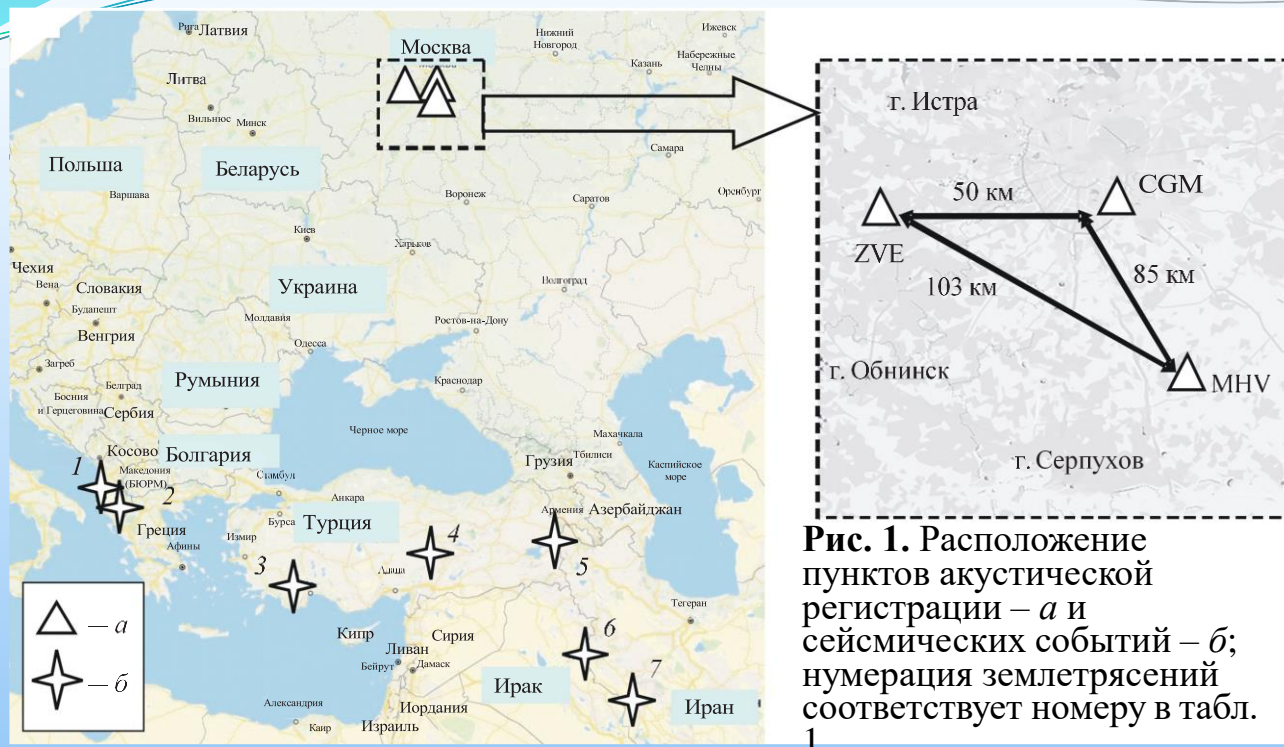 Рига Латвия
Москва
Нижний
Новгород
Ижевск
Набережные
Челны
Казань
Литва
Вильнюс
Минск
Самара
Польша
Беларусь
Варшава
Воронеж
Саратов
Оренбург
Киев
Харьков
Чехия
Вена
Словакия
Будапешт
Венгрия
Украина
Молдавия
Волгоград
Ростов-на-Дону
Одесса
Загреб
Румыния
Краснодар
Белград
Босния
и Герцеговина
Сербия
Черное море
Махачкала
Косово
Болгария
Грузия
Тбилиси
Каспийское
море
1
Македония
(БЮРМ)
2
Стамбул
Анкара
Бурса
Турция
Армения
Азербайджан
Греция
Афины
Измир
3
4
5
Тегеран
Кипр
Сирия
Ливан
Бейрут
Дамаск
6
7
Ирак
Иран
Александрия
Иордания
Каир
Израиль
– а
– б
г. Истра
50 км
CGM
ZVE
103 км
85 км
г. Обнинск
MHV
г. Серпухов
Рис. 1. Расположение
пунктов акустической
регистрации – а и
сейсмических событий – б;
нумерация землетрясений
соответствует номеру в табл.
1